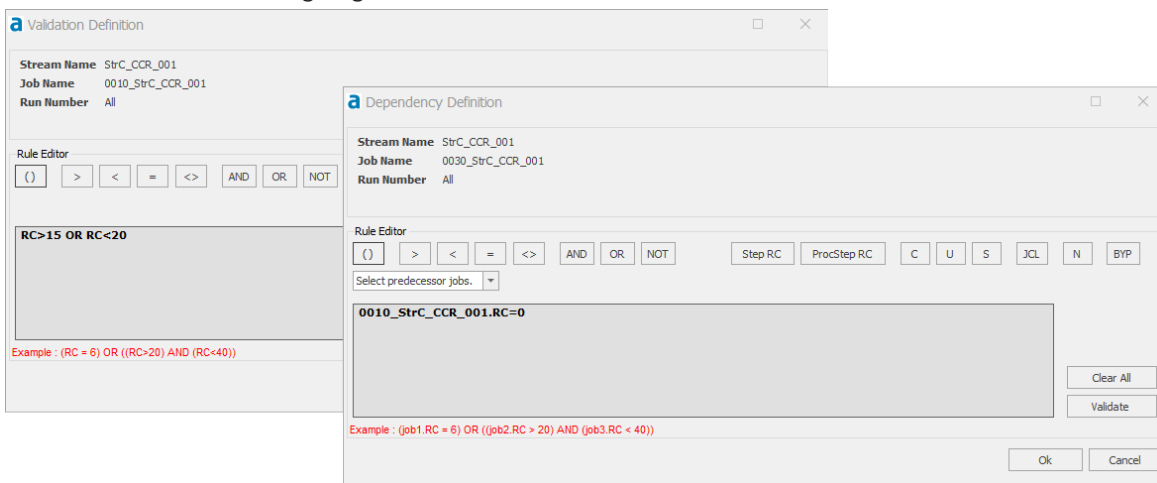 a Validation Definition
Stream Name StrC_CCR_001
Job Name 0010_StrC_CCR_001
Run Number All
Rule Editor
( ) > < = <> AND OR NOT
RC>15 OR RC<20
Example : (RC = 6) OR ((RC>20) AND (RC<40))
a Dependency Definition
Stream Name StrC_CCR_001
Job Name 0030_StrC_CCR_001
Run Number All
Rule Editor
( ) > < = <> AND OR NOT Step RC ProcStep RC C U S JCL N BYP
Select predecessor jobs.
0010_StrC_CCR_001.RC=0
Clear All
Validate
Example : (job1.RC = 6) OR ((job2.RC > 20) AND (job3.RC < 40))
Ok Cancel